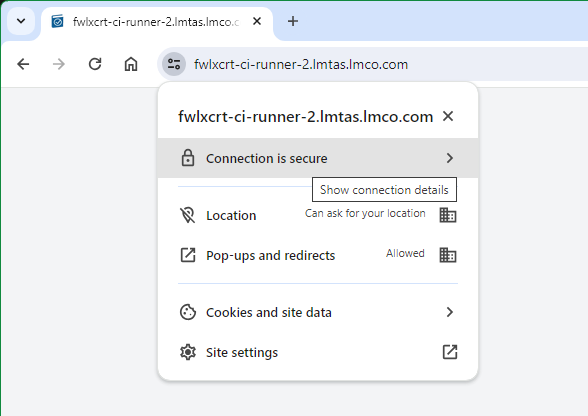 fwlxcrt-ci-runner-2.lmtas.lmco.c
fwlxcrt-ci-runner-2.lmtas.lmco.com
fwlxcrt-ci-runner-2.lmtas.lmco.com
Connection is secure
Show connection details
Location Can ask for your location
Pop-ups and redirects Allowed
Cookies and site data
Site settings